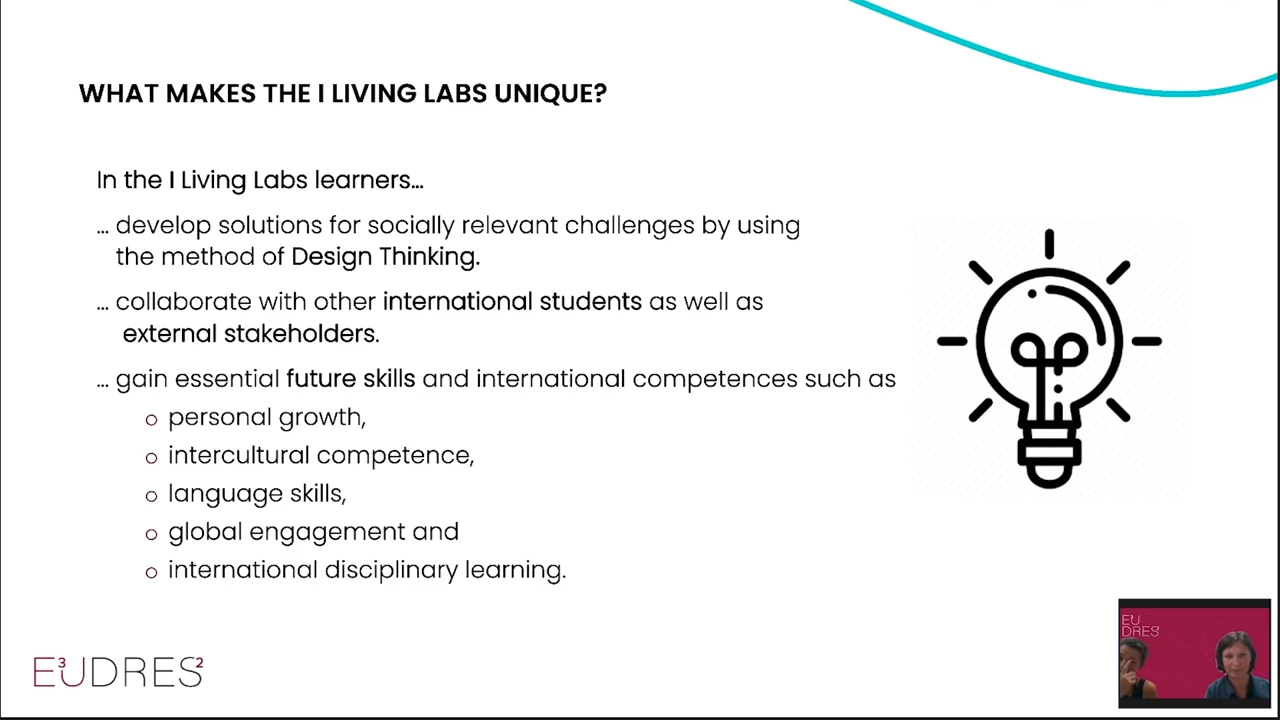 WHAT MAKES THE I LIVING LABS UNIQUE?
In the I Living Labs learners...
... develop solutions for socially relevant challenges by using
the method of Design Thinking.
... collaborate with other international students as well as
external stakeholders.
... gain essential future skills and international competences such as
o personal growth,
o intercultural competence,
o language skills,
o global engagement and
o international disciplinary learning.
E³UDRES²
EU
DRES